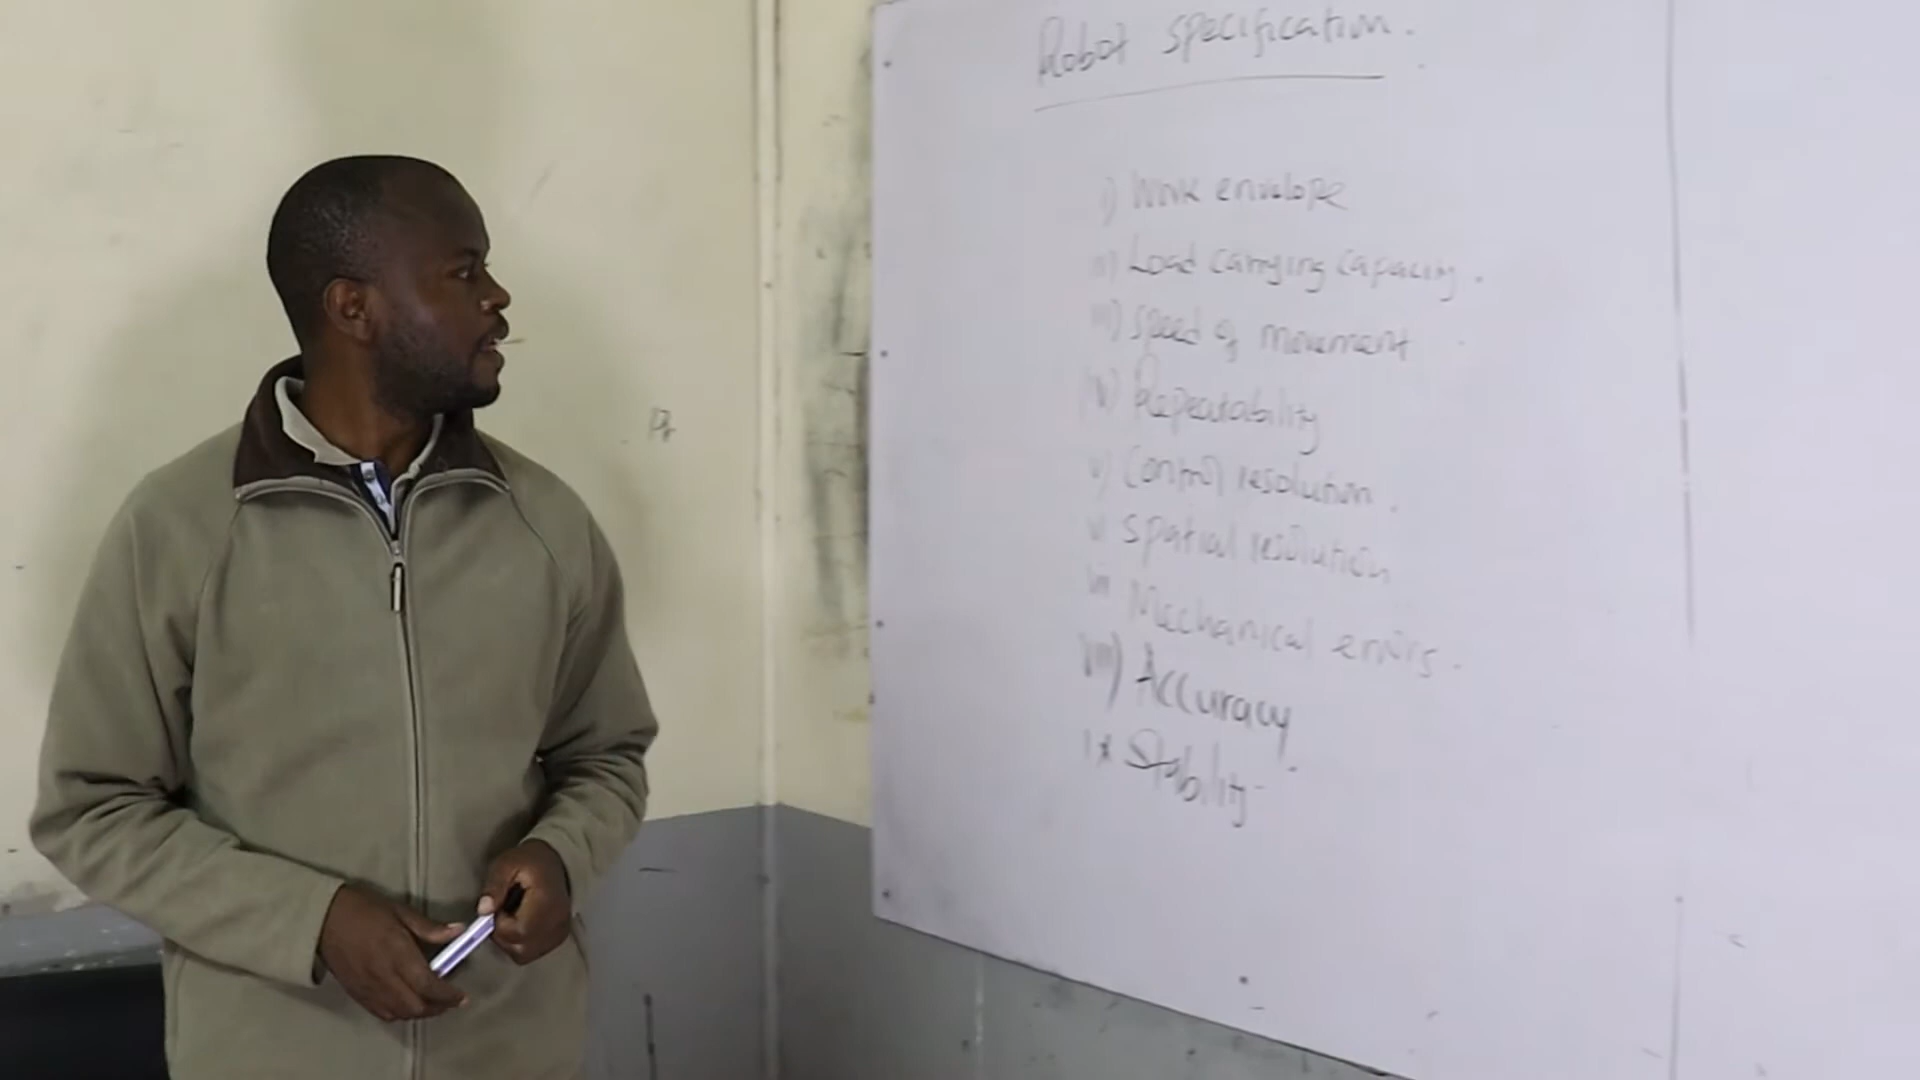 Robot specification.
i) Work envelope
ii) Load carrying capacity.
iii) speed of movement
iv) Repeatability
v) Control resolution.
vi spatial resolution
vii Mechanical errors.
viii) Accuracy
ix Stability